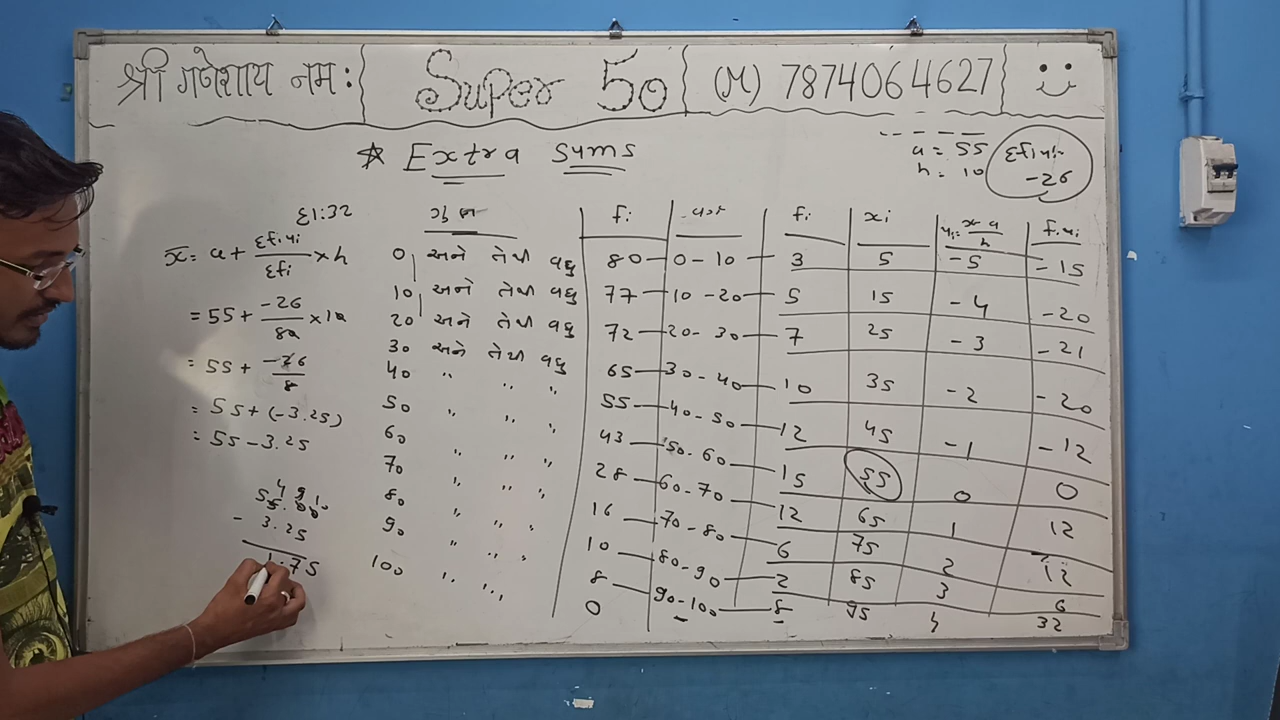 श्री गणेशाय नमः Super 50 (M) 7874064627
Extra Sums
a = 55
h = 10
Σfiui -26
દા:32
x̄ = a + Σfiui / Σfi × h
= 55 + -26 / 80 × 10
= 55 + -26 / 8
= 55 + (-3.25)
= 55 - 3.25
55.00
- 3.25
1.75
fi fi xi ui = x-a / h fiui
0 અને તેથી વધુ 80 0 - 10 3 5 -5 -15
10 અને તેથી વધુ 77 10 - 20 5 15 -4 -20
20 અને તેથી વધુ 72 20 - 30 7 25 -3 -21
30 અને તેથી વધુ 65 30 - 40 10 35 -2 -20
40 " " " 55 40 - 50 12 45 -1 -12
50 " " " 43 50 - 60 15 55 0 0
60 " " " 28 60 - 70 12 65 1 12
70 " " " 16 70 - 80 6 75 2 12
80 " " " 10 80 - 90 2 85 3 6
90 " " " 8 90 - 100 8 95 4 32
100 " " " 0